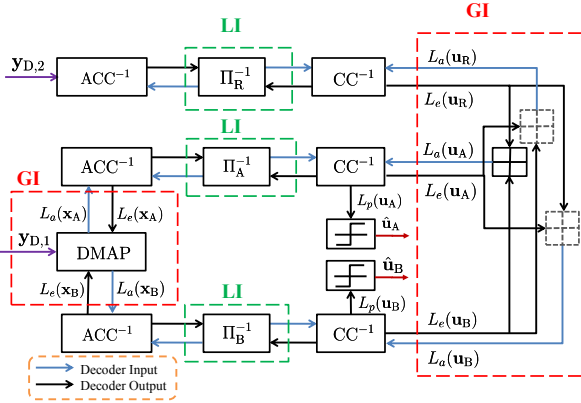 GI
LI
y_D,2
ACC⁻¹
Π_R⁻¹
CC⁻¹
L_a(u_R)
L_e(u_R)
LI
ACC⁻¹
Π_A⁻¹
CC⁻¹
L_a(u_A)
L_e(u_A)
GI
L_a(x_A)
L_e(x_A)
L_p(u_A)
û_A
y_D,1
DMAP
û_B
L_e(x_B)
L_a(x_B)
LI
L_p(u_B)
ACC⁻¹
Π_B⁻¹
CC⁻¹
L_e(u_B)
L_a(u_B)
Decoder Input
Decoder Output